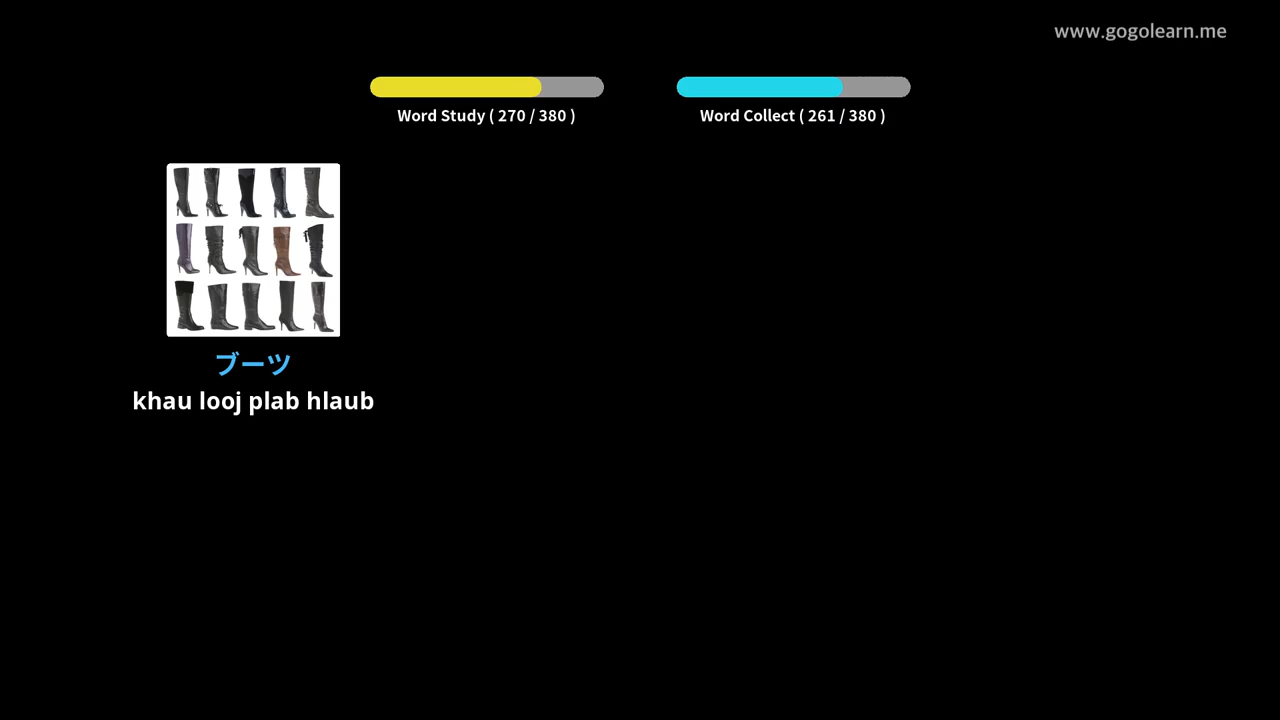 www.gogolearn.me
Word Study ( 270 / 380 )
Word Collect ( 261 / 380 )
ブーツ
khau looj plab hlaub